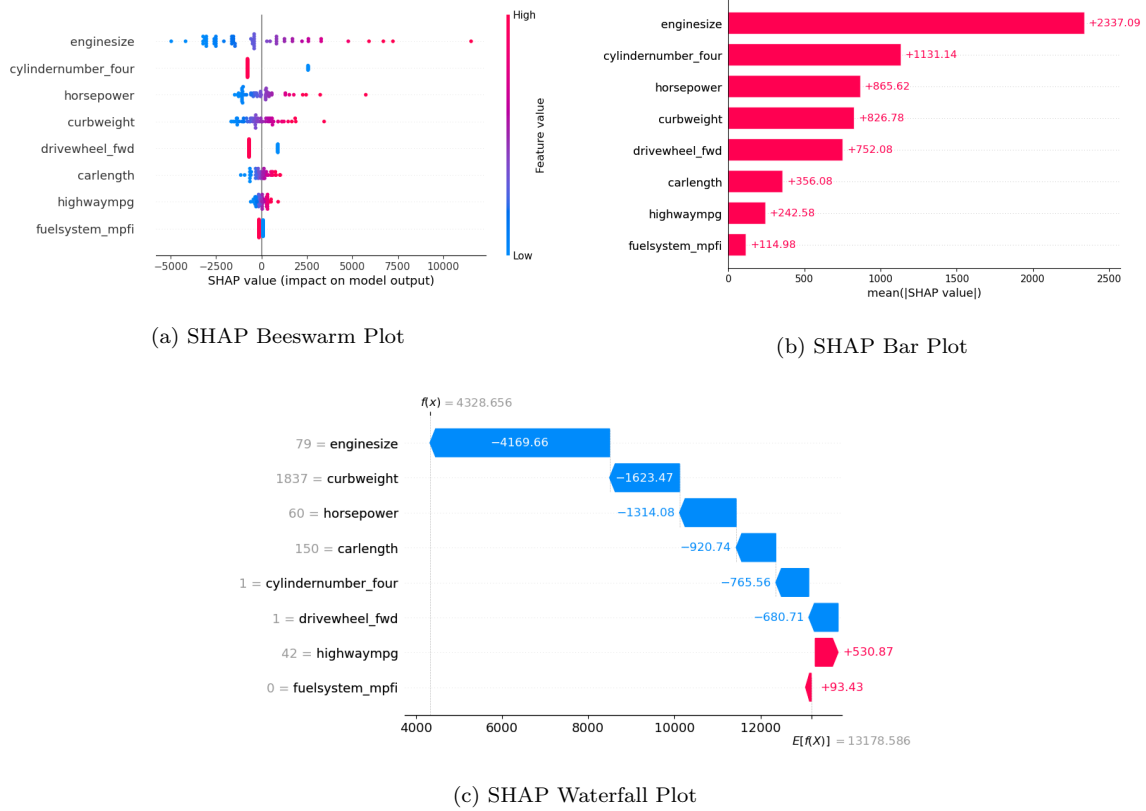 High
enginesize
cylindernumber_four
horsepower
curbweight
drivewheel_fwd
carlength
highwaympg
fuelsystem_mpfi
Feature value
Low
−5000 −2500 0 2500 5000 7500 10000
SHAP value (impact on model output)
(a) SHAP Beeswarm Plot
enginesize +2337.09
cylindernumber_four +1131.14
horsepower +865.62
curbweight +826.78
drivewheel_fwd +752.08
carlength +356.08
highwaympg +242.58
fuelsystem_mpfi +114.98
0 500 1000 1500 2000 2500
mean(|SHAP value|)
(b) SHAP Bar Plot
f(x) = 4328.656
79 = enginesize −4169.66
1837 = curbweight −1623.47
60 = horsepower −1314.08
150 = carlength −920.74
1 = cylindernumber_four −765.56
1 = drivewheel_fwd −680.71
42 = highwaympg +530.87
0 = fuelsystem_mpfi +93.43
4000 6000 8000 10000 12000
E[f(X)] = 13178.586
(c) SHAP Waterfall Plot